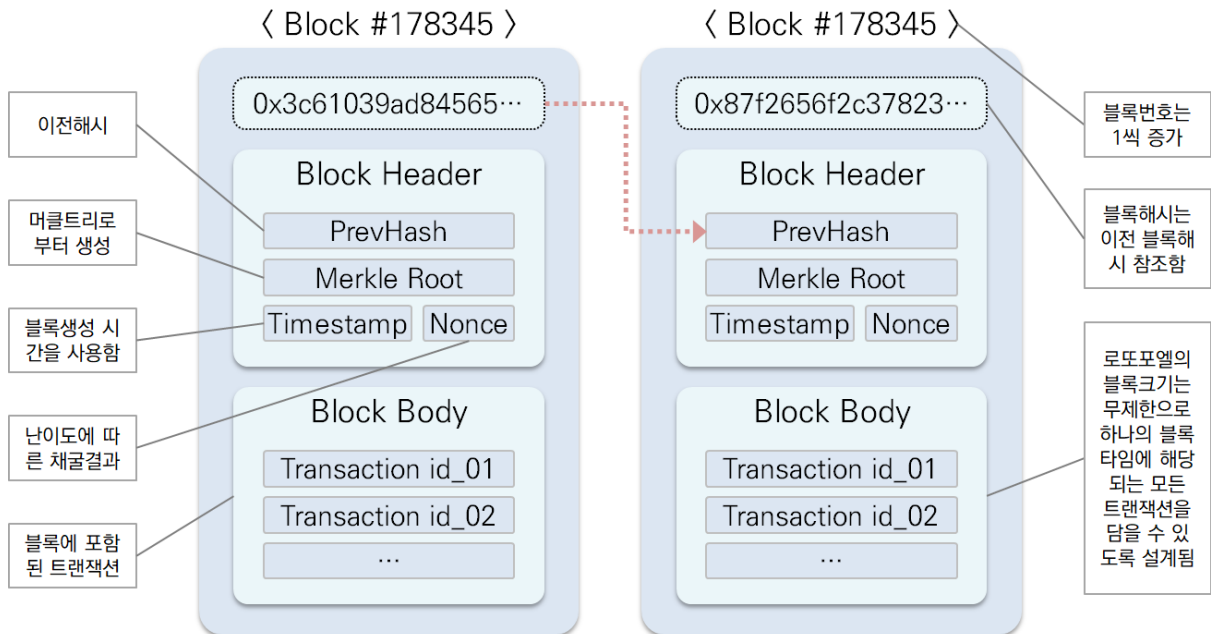 〈 Block #178345 〉
0x3c61039ad84565…
Block Header
PrevHash
Merkle Root
Timestamp
Nonce
Block Body
Transaction id_01
Transaction id_02
…
〈 Block #178345 〉
0x87f2656f2c37823…
Block Header
PrevHash
Merkle Root
Timestamp
Nonce
Block Body
Transaction id_01
Transaction id_02
…
이전해시
머클트리로
부터 생성
블록생성 시
간을 사용함
난이도에 따
른 채굴결과
블록에 포함
된 트랜잭션
블록번호는
1씩 증가
블록해시는
이전 블록해
시 참조함
로또포엘의
블록크기는
무제한으로
하나의 블록
타임에 해당
되는 모든
트랜잭션을
담을 수 있
도록 설계됨